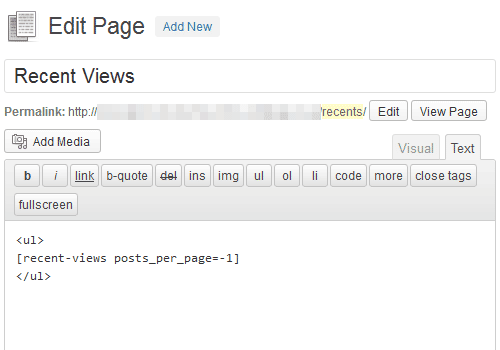 Edit Page Add New
Recent Views
Permalink: http:// /recents/ Edit View Page
Add Media Visual Text
b i link b-quote del ins img ul ol li code more close tags
fullscreen
<ul>
[recent-views posts_per_page=-1]
</ul>